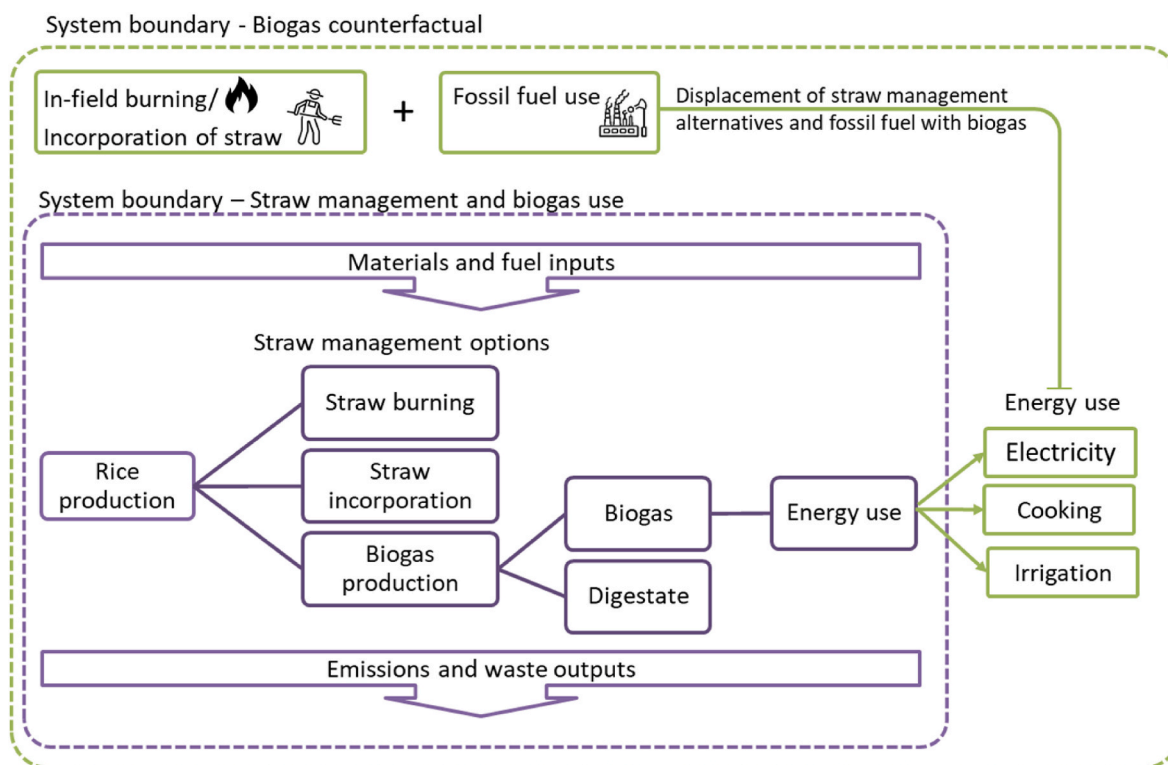 System boundary - Biogas counterfactual
In-field burning/
Incorporation of straw
+
Fossil fuel use
Displacement of straw management
alternatives and fossil fuel with biogas
System boundary – Straw management and biogas use
Materials and fuel inputs
Straw management options
Straw burning
Rice
production
Straw
incorporation
Biogas
production
Biogas
Digestate
Energy use
Energy use
Electricity
Cooking
Irrigation
Emissions and waste outputs